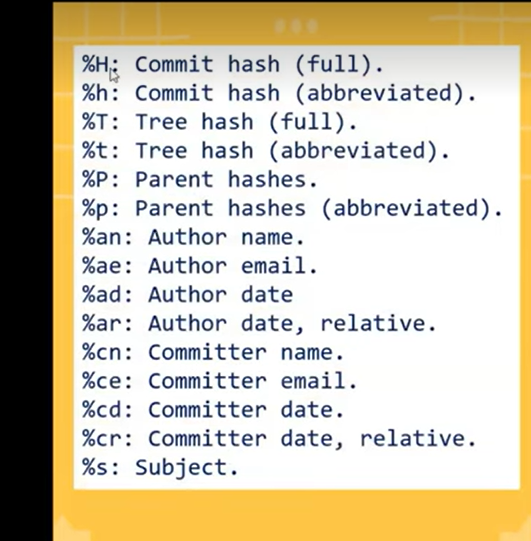 %H: Commit hash (full).
%h: Commit hash (abbreviated).
%T: Tree hash (full).
%t: Tree hash (abbreviated).
%P: Parent hashes.
%p: Parent hashes (abbreviated).
%an: Author name.
%ae: Author email.
%ad: Author date
%ar: Author date, relative.
%cn: Committer name.
%ce: Committer email.
%cd: Committer date.
%cr: Committer date, relative.
%s: Subject.